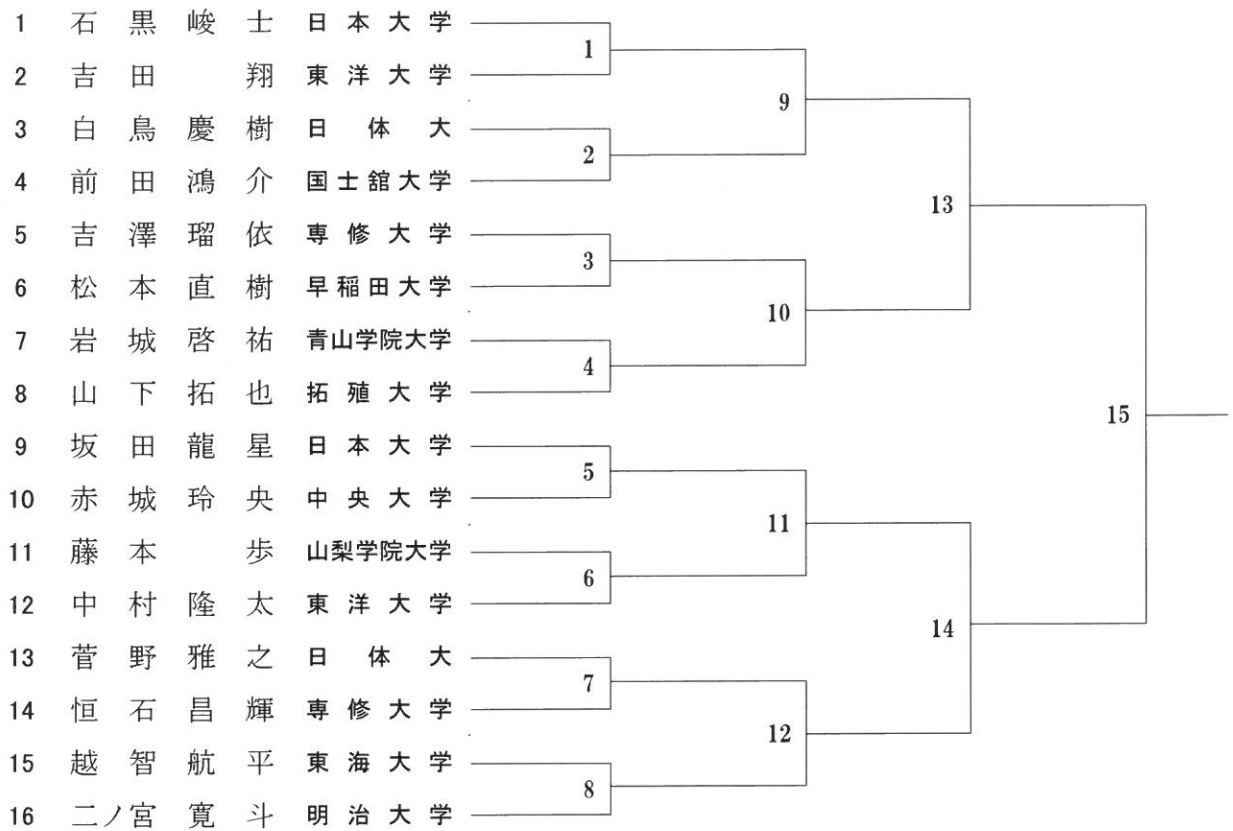 1 石黒峻士 日本大学
2 吉田 翔 東洋大学
3 白鳥慶樹 日体大
4 前田鴻介 国士舘大学
5 吉澤瑠依 専修大学
6 松本直樹 早稲田大学
7 岩城啓祐 青山学院大学
8 山下拓也 拓殖大学
9 坂田龍星 日本大学
10 赤城玲央 中央大学
11 藤本 歩 山梨学院大学
12 中村隆太 東洋大学
13 菅野雅之 日体大
14 恒石昌輝 専修大学
15 越智航平 東海大学
16 二ノ宮寛斗 明治大学
1
2
3
4
5
6
7
8
9
10
11
12
13
14
15